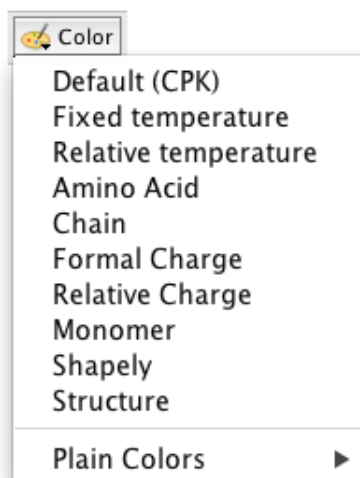 Color
Default (CPK)
Fixed temperature
Relative temperature
Amino Acid
Chain
Formal Charge
Relative Charge
Monomer
Shapely
Structure
Plain Colors